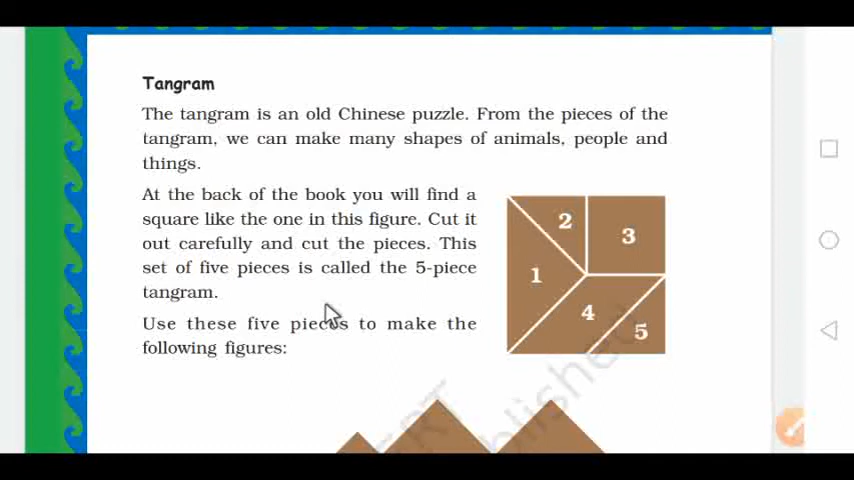 Tangram
The tangram is an old Chinese puzzle. From the pieces of the
tangram, we can make many shapes of animals, people and
things.
At the back of the book you will find a
square like the one in this figure. Cut it
out carefully and cut the pieces. This
set of five pieces is called the 5-piece
tangram.
Use these five pieces to make the
following figures:
2
3
1
4
5